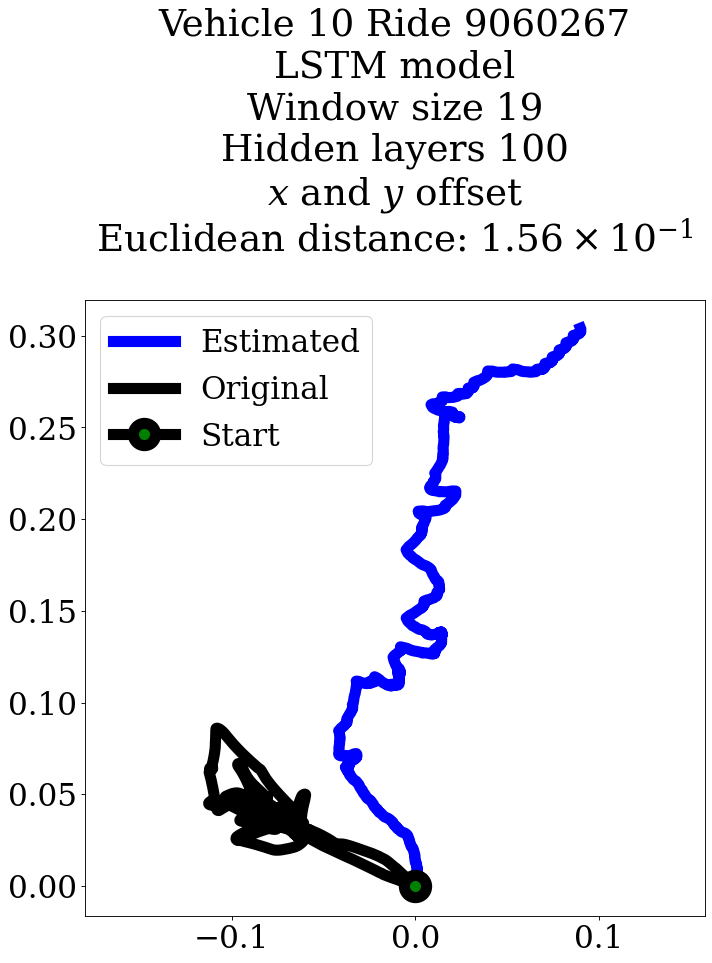 Vehicle 10 Ride 9060267
LSTM model
Window size 19
Hidden layers 100
x and y offset
Euclidean distance: 1.56 × 10⁻¹
Estimated
Original
Start
0.30
0.25
0.20
0.15
0.10
0.05
0.00
−0.1
0.0
0.1